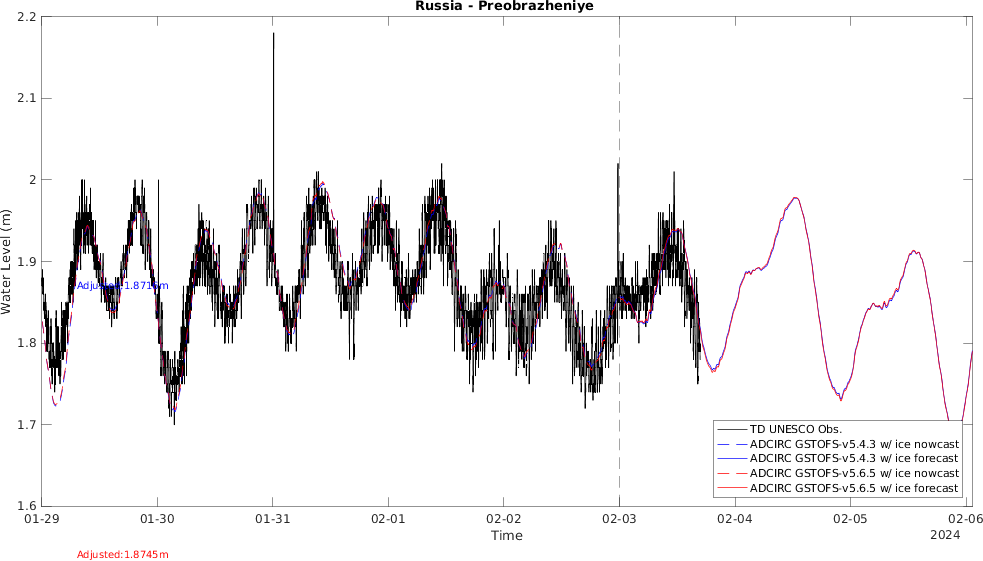 Russia - Preobrazheniye
Water Level (m)
2.2
2.1
2
1.9
1.8
1.7
1.6
Adjusted:1.8716m
TD UNESCO Obs.
ADCIRC GSTOFS-v5.4.3 w/ ice nowcast
ADCIRC GSTOFS-v5.4.3 w/ ice forecast
ADCIRC GSTOFS-v5.6.5 w/ ice nowcast
ADCIRC GSTOFS-v5.6.5 w/ ice forecast
01-29 01-30 01-31 02-01 02-02 02-03 02-04 02-05 02-06
Time
2024
Adjusted:1.8745m